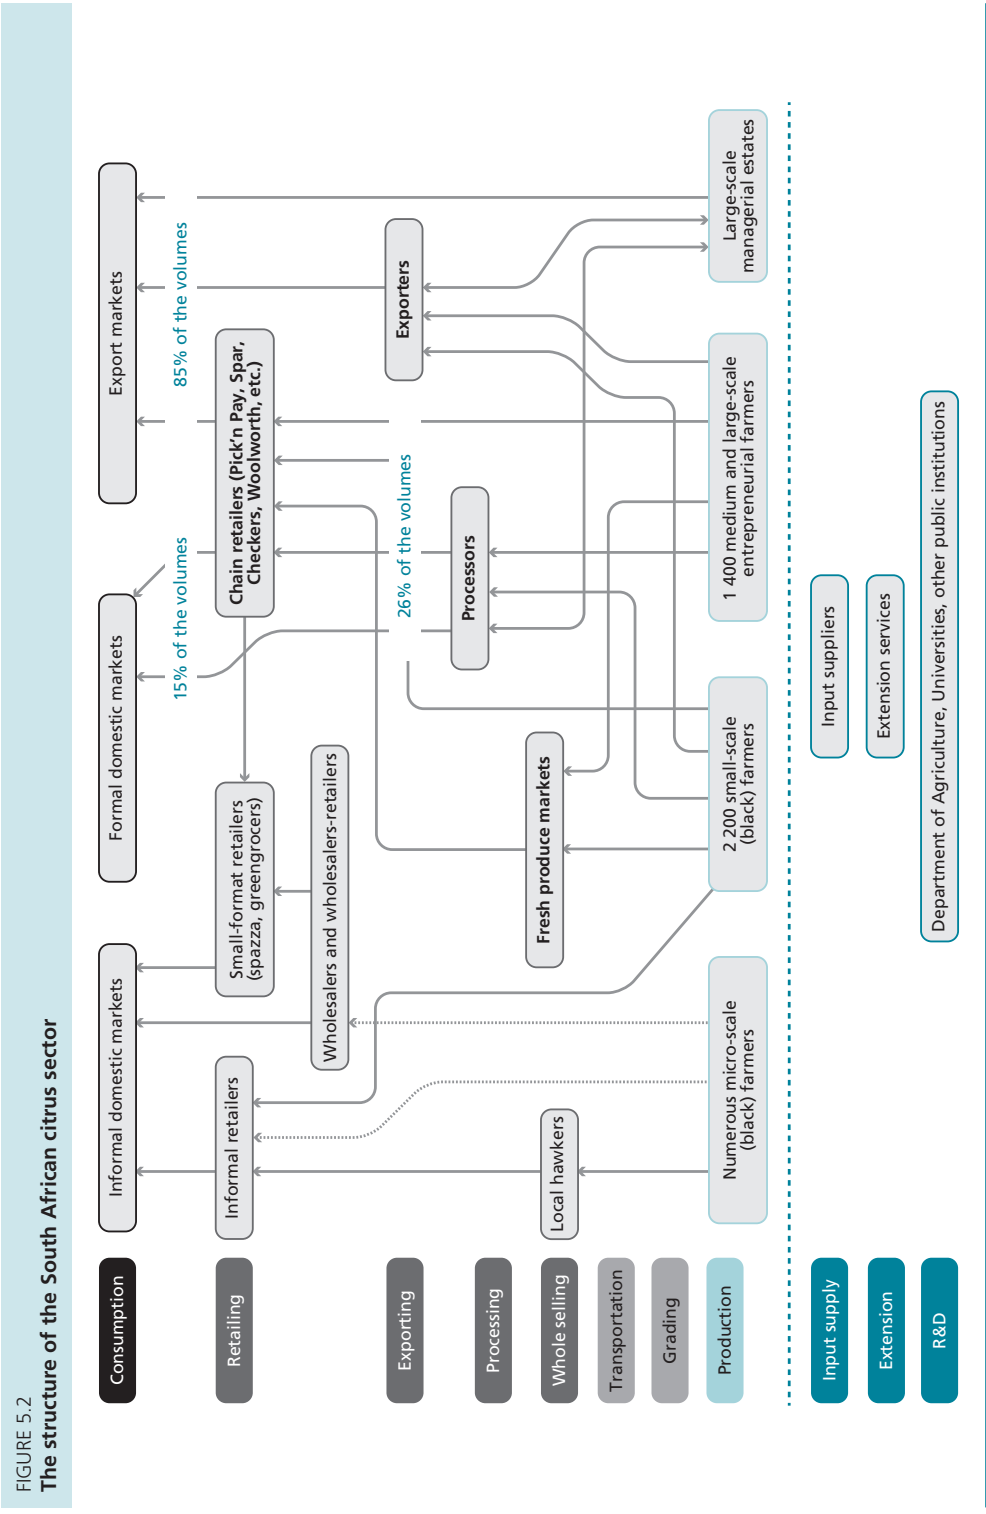 FIGURE 5.2
The structure of the South African citrus sector
Consumption
Informal domestic markets
Formal domestic markets
Export markets
15% of the volumes
85% of the volumes
Retailing
Informal retailers
Small-format retailers
(spazza, greengrocers)
Chain retailers (Pick’n Pay, Spar,
Checkers, Woolworth, etc.)
Wholesalers and wholesalers-retailers
Exporting
26% of the volumes
Exporters
Processing
Processors
Whole selling
Local hawkers
Fresh produce markets
Transportation
Grading
Production
Numerous micro-scale
(black) farmers
2 200 small-scale
(black) farmers
1 400 medium and large-scale
entrepreneurial farmers
Large-scale
managerial estates
Input supply
Input suppliers
Extension
Extension services
R&D
Department of Agriculture, Universities, other public institutions